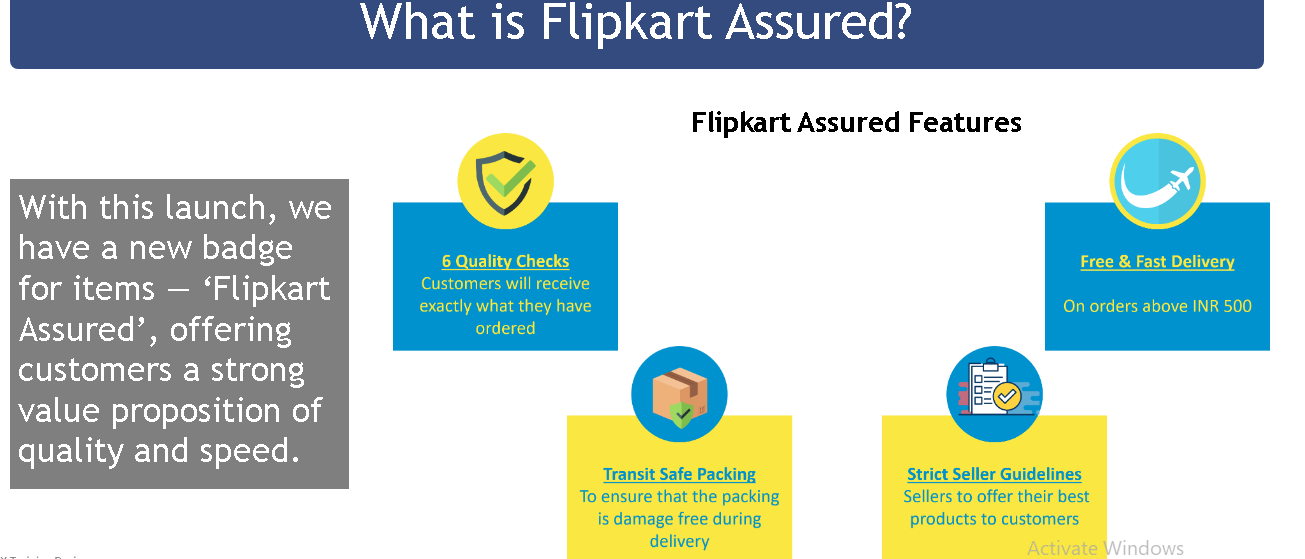 What is Flipkart Assured?
Flipkart Assured Features
With this launch, we
have a new badge
for items — ‘Flipkart
Assured’, offering
customers a strong
value proposition of
quality and speed.
6 Quality Checks
Customers will receive
exactly what they have
ordered
Free & Fast Delivery
On orders above INR 500
Transit Safe Packing
To ensure that the packing
is damage free during
delivery
Strict Seller Guidelines
Sellers to offer their best
products to customers
Activate Windows